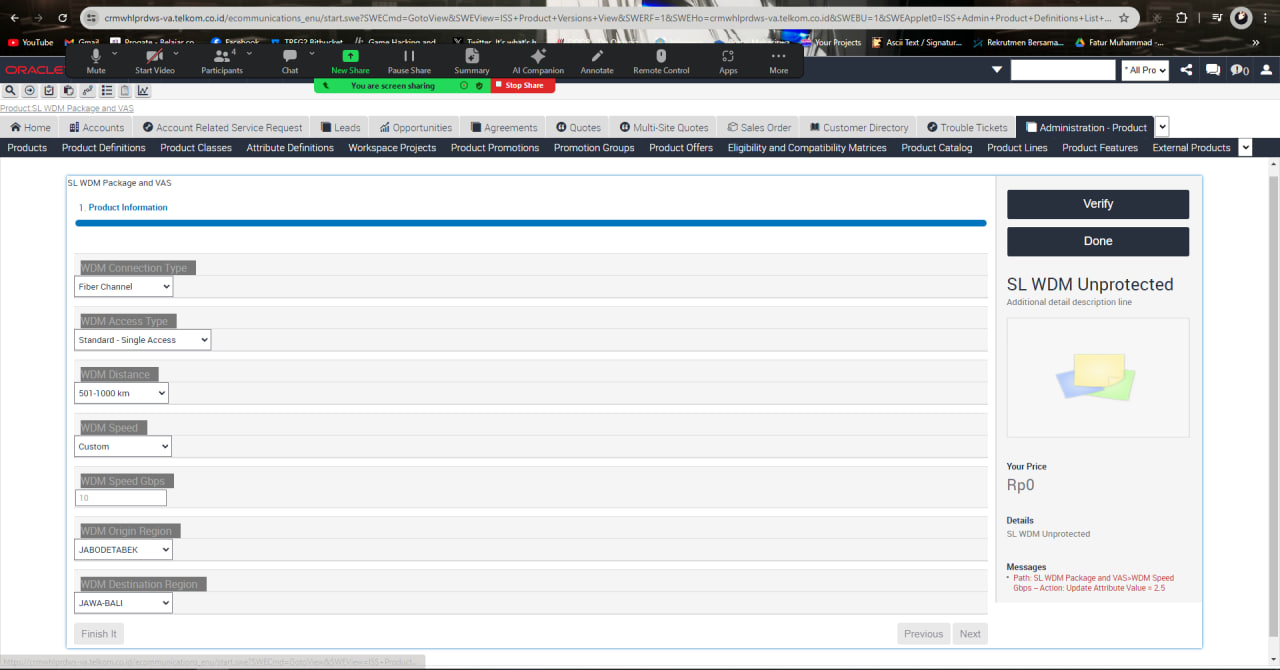 crmwhlprdws-va.telkom.co.id/ecommunications_enu/start.swe?SWECmd=GotoView&SWEView=ISS+Product+Versions+View&SWERF=1&SWEHo=crmwhlprdws-va.telkom.co.id&SWEBU=1&SWEApplet0=ISS+Admin+Product+Definitions+List+...
YouTube Gmail Progate - Belajar co Facebook TPEG2 Bitbucket Game Hacking and Twitter. It's what's h Your Projects Ascii Text / Signatur... Rekrutmen Bersama... Fatur Muhammad -...
Mute Start Video Participants 4 Chat New Share Pause Share Summary AI Companion Annotate Remote Control Apps More
You are screen sharing Stop Share
ORACLE * All Pro 0
Product:SL WDM Package and VAS
Home Accounts Account Related Service Request Leads Opportunities Agreements Quotes Multi-Site Quotes Sales Order Customer Directory Trouble Tickets Administration - Product
Products Product Definitions Product Classes Attribute Definitions Workspace Projects Product Promotions Promotion Groups Product Offers Eligibility and Compatibility Matrices Product Catalog Product Lines Product Features External Products
SL WDM Package and VAS
1. Product Information
WDM Connection Type
Fiber Channel
WDM Access Type
Standard - Single Access
WDM Distance
501-1000 km
WDM Speed
Custom
WDM Speed Gbps
10
WDM Origin Region
JABODETABEK
WDM Destination Region
JAWA-BALI
Finish It Previous Next
Verify
Done
SL WDM Unprotected
Additional detail description line
Your Price
Rp0
Details
SL WDM Unprotected
Messages
• Path: SL WDM Package and VAS>WDM Speed
Gbps – Action: Update Attribute Value = 2.5
https://crmwhlprdws-va.telkom.co.id/ecommunications_enu/start.swe?SWECmd=GotoView&SWEView=ISS+Product...